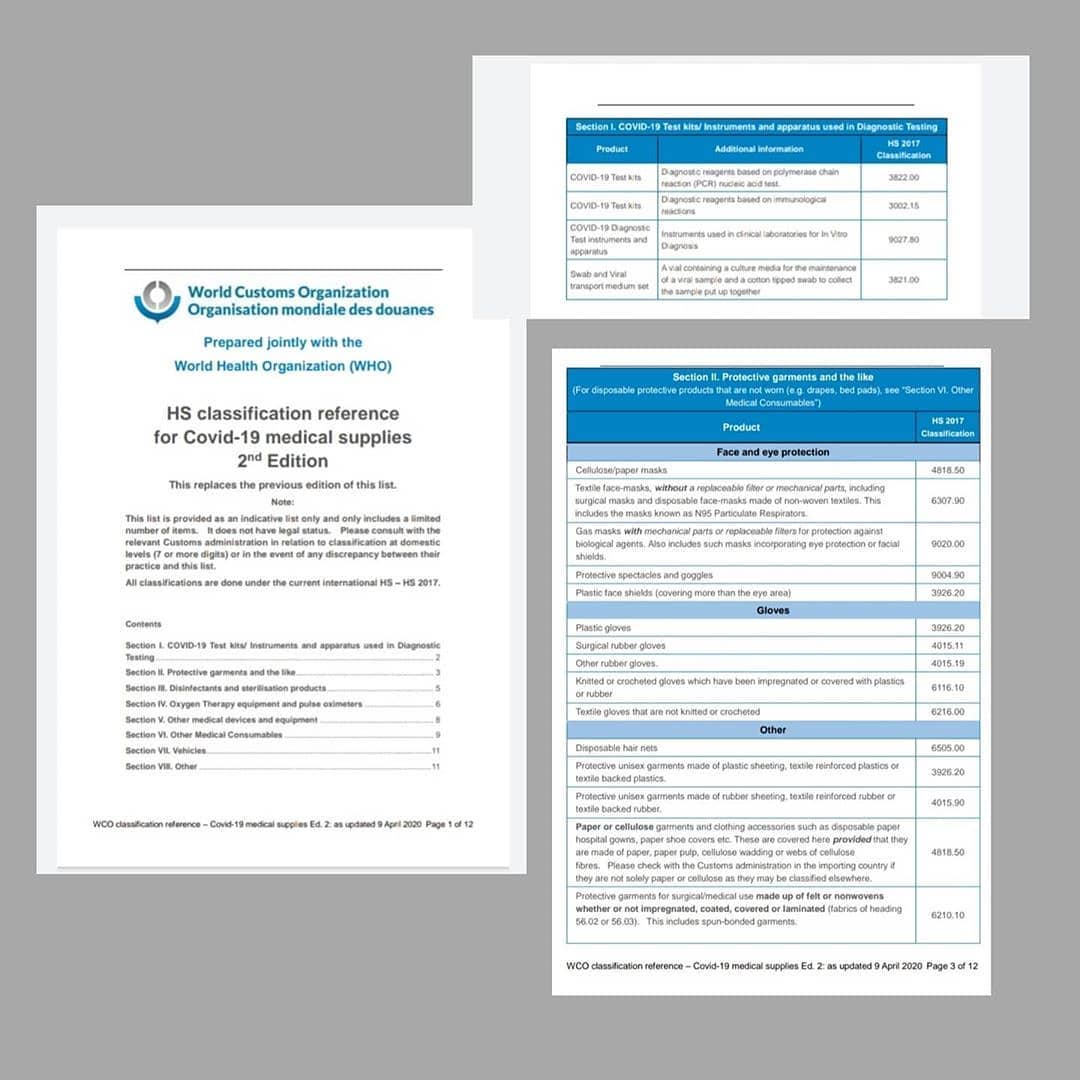 World Customs Organization
Organisation mondiale des douanes
Prepared jointly with the
World Health Organization (WHO)
HS classification reference
for Covid-19 medical supplies
2nd Edition
This replaces the previous edition of this list.
Note:
This list is provided as an indicative list only and only includes a limited
number of items. It does not have legal status. Please consult with the
relevant Customs administration in relation to classification at domestic
levels (7 or more digits) or in the event of any discrepancy between their
practice and this list.
All classifications are done under the current international HS – HS 2017.
Contents
Section I. COVID-19 Test kits/ Instruments and apparatus used in Diagnostic
Testing 2
Section II. Protective garments and the like 3
Section III. Disinfectants and sterilisation products 5
Section IV. Oxygen Therapy equipment and pulse oximeters 6
Section V. Other medical devices and equipment 8
Section VI. Other Medical Consumables 9
Section VII. Vehicles 11
Section VIII. Other 11
WCO classification reference – Covid-19 medical supplies Ed. 2: as updated 9 April 2020 Page 1 of 12
Section I. COVID-19 Test kits/ Instruments and apparatus used in Diagnostic Testing
Product Additional information HS 2017
Classification
COVID-19 Test kits Diagnostic reagents based on polymerase chain
reaction (PCR) nucleic acid test. 3822.00
COVID-19 Test kits Diagnostic reagents based on immunological
reactions 3002.15
COVID-19 Diagnostic
Test instruments and
apparatus Instruments used in clinical laboratories for In Vitro
Diagnosis 9027.80
Swab and Viral
transport medium set A vial containing a culture media for the maintenance
of a viral sample and a cotton tipped swab to collect
the sample put up together 3821.00
Section II. Protective garments and the like
(For disposable protective products that are not worn (e.g. drapes, bed pads), see "Section VI. Other
Medical Consumables")
Product HS 2017
Classification
Face and eye protection
Cellulose/paper masks 4818.50
Textile face-masks, without a replaceable filter or mechanical parts, including
surgical masks and disposable face-masks made of non-woven textiles. This
includes the masks known as N95 Particulate Respirators. 6307.90
Gas masks with mechanical parts or replaceable filters for protection against
biological agents. Also includes such masks incorporating eye protection or facial
shields. 9020.00
Protective spectacles and goggles 9004.90
Plastic face shields (covering more than the eye area) 3926.20
Gloves
Plastic gloves 3926.20
Surgical rubber gloves 4015.11
Other rubber gloves. 4015.19
Knitted or crocheted gloves which have been impregnated or covered with plastics
or rubber 6116.10
Textile gloves that are not knitted or crocheted 6216.00
Other
Disposable hair nets 6505.00
Protective unisex garments made of plastic sheeting, textile reinforced plastics or
textile backed plastics. 3926.20
Protective unisex garments made of rubber sheeting, textile reinforced rubber or
textile backed rubber. 4015.90
Paper or cellulose garments and clothing accessories such as disposable paper
hospital gowns, paper shoe covers etc. These are covered here provided that they
are made of paper, paper pulp, cellulose wadding or webs of cellulose
fibres. Please check with the Customs administration in the importing country if
they are not solely paper or cellulose as they may be classified elsewhere. 4818.50
Protective garments for surgical/medical use made up of felt or nonwovens
whether or not impregnated, coated, covered or laminated (fabrics of heading
56.02 or 56.03). This includes spun-bonded garments. 6210.10
WCO classification reference – Covid-19 medical supplies Ed. 2: as updated 9 April 2020 Page 3 of 12